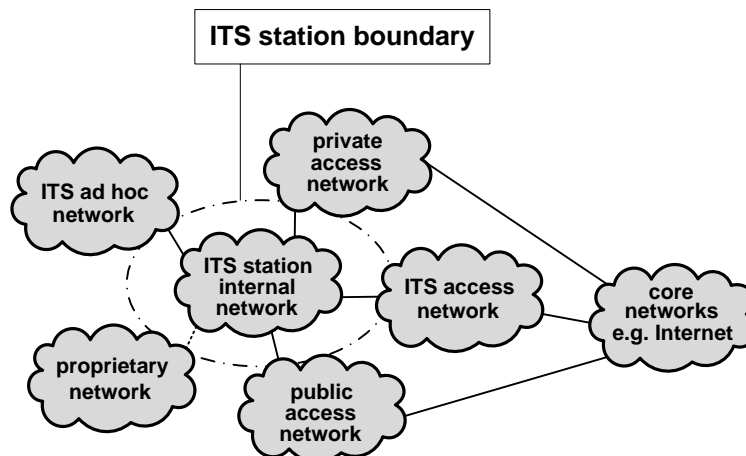 ITS station boundary
private
access
network
ITS ad hoc
network
ITS station
internal
network
ITS access
network
core
networks
e.g. Internet
proprietary
network
public
access
network